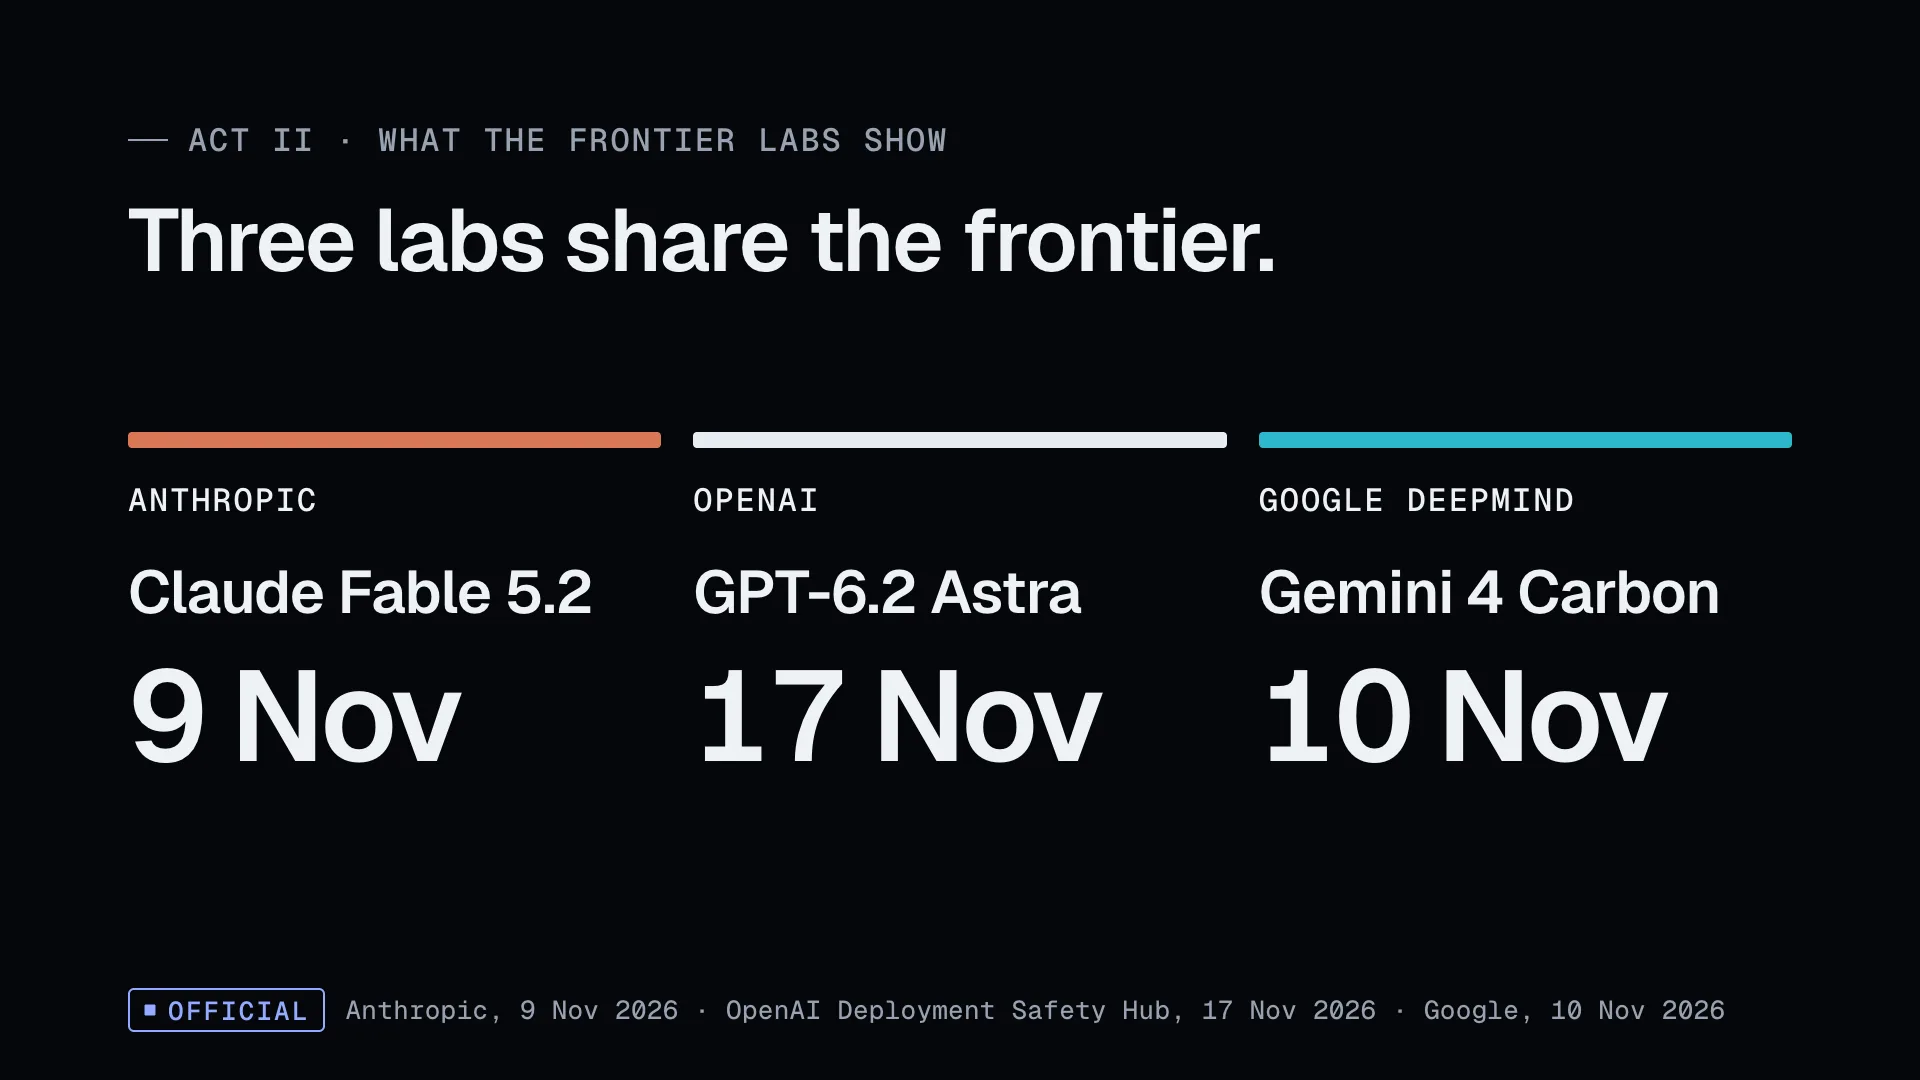 ACT II · WHAT THE FRONTIER LABS SHOW
Three labs share the frontier.
ANTHROPIC
Claude Fable 5.2
9 Nov
OPENAI
GPT-6.2 Astra
17 Nov
GOOGLE DEEPMIND
Gemini 4 Carbon
10 Nov
OFFICIAL Anthropic, 9 Nov 2026 · OpenAI Deployment Safety Hub, 17 Nov 2026 · Google, 10 Nov 2026